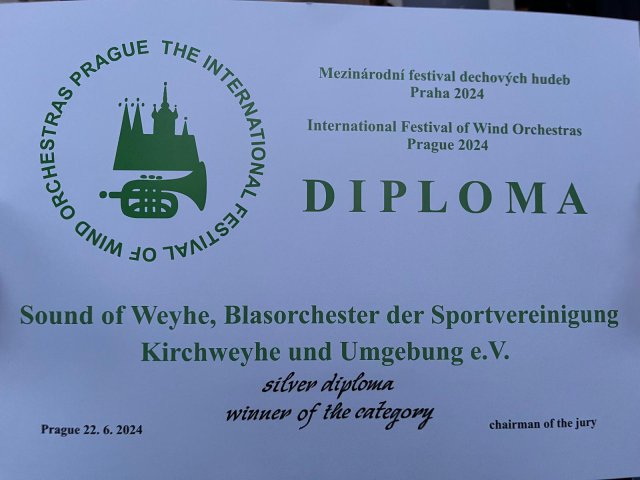 THE INTERNATIONAL FESTIVAL OF WIND ORCHESTRAS PRAGUE
Mezinárodní festival dechových hudeb
Praha 2024
International Festival of Wind Orchestras
Prague 2024
DIPLOMA
Sound of Weyhe, Blasorchester der Sportvereinigung
Kirchweyhe und Umgebung e.V.
silver diploma
winner of the category
Prague 22. 6. 2024
chairman of the jury